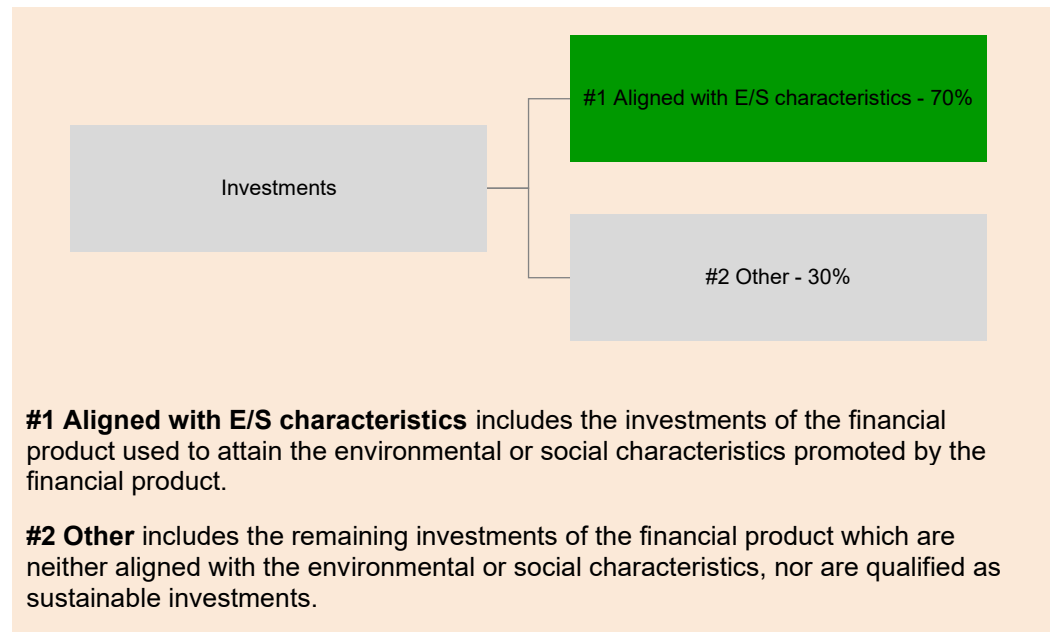 #1 Aligned with E/S characteristics - 70%
Investments
#2 Other - 30%
#1 Aligned with E/S characteristics includes the investments of the financial
product used to attain the environmental or social characteristics promoted by the
financial product.
#2 Other includes the remaining investments of the financial product which are
neither aligned with the environmental or social characteristics, nor are qualified as
sustainable investments.